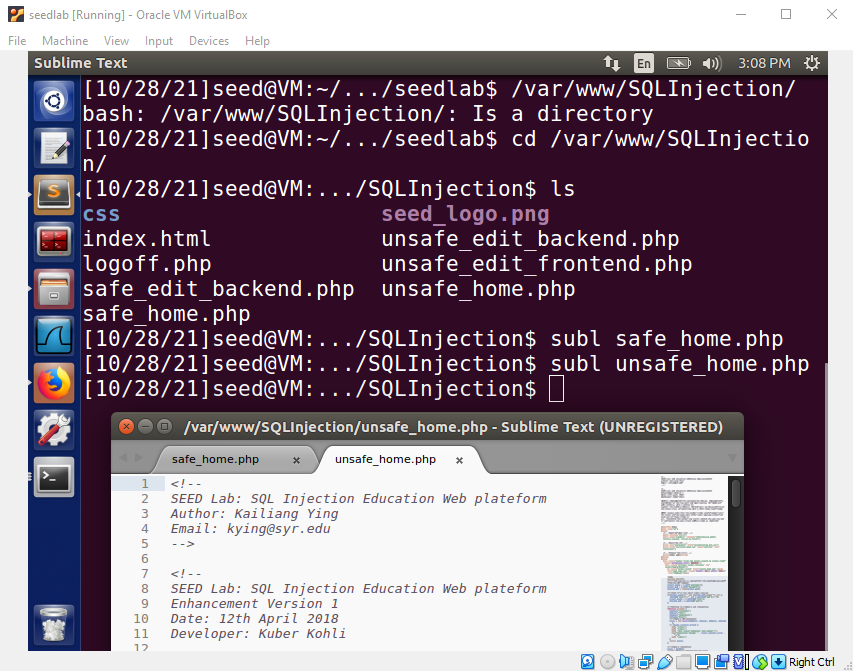 seedlab [Running] - Oracle VM VirtualBox
File Machine View Input Devices Help
Sublime Text En 3:08 PM
[10/28/21]seed@VM:~/.../seedlab$ /var/www/SQLInjection/
bash: /var/www/SQLInjection/: Is a directory
[10/28/21]seed@VM:~/.../seedlab$ cd /var/www/SQLInjectio
n/
[10/28/21]seed@VM:.../SQLInjection$ ls
css seed_logo.png
index.html unsafe_edit_backend.php
logoff.php unsafe_edit_frontend.php
safe_edit_backend.php unsafe_home.php
safe_home.php
[10/28/21]seed@VM:.../SQLInjection$ subl safe_home.php
[10/28/21]seed@VM:.../SQLInjection$ subl unsafe_home.php
[10/28/21]seed@VM:.../SQLInjection$
/var/www/SQLInjection/unsafe_home.php - Sublime Text (UNREGISTERED)
safe_home.php unsafe_home.php
1 <!--
2 SEED Lab: SQL Injection Education Web plateform
3 Author: Kailiang Ying
4 Email: kying@syr.edu
5 -->
6
7 <!--
8 SEED Lab: SQL Injection Education Web plateform
9 Enhancement Version 1
10 Date: 12th April 2018
11 Developer: Kuber Kohli
12
Right Ctrl